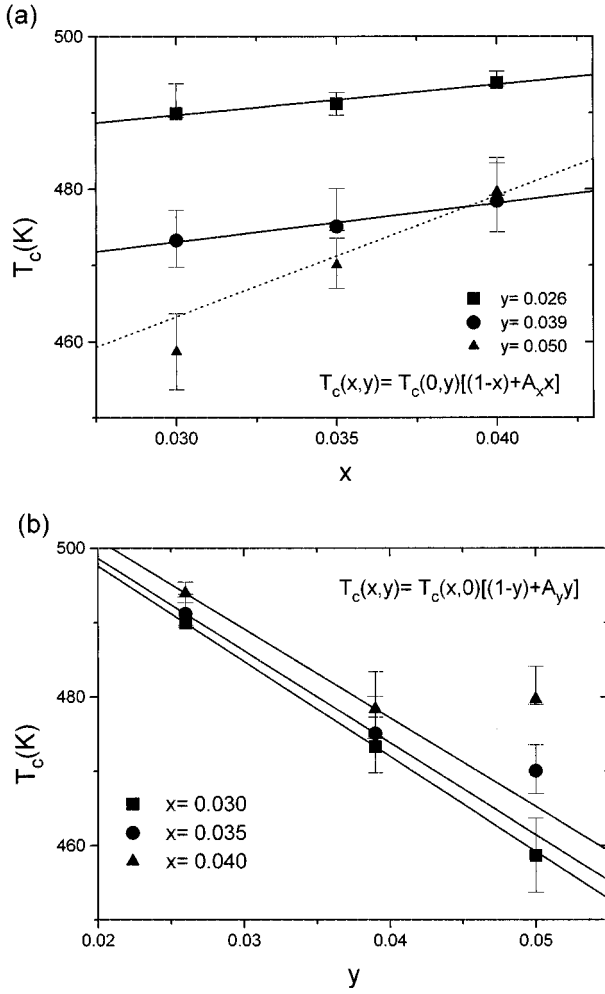 (a)
500
480
460
T_c(K)
y= 0.026
y= 0.039
y= 0.050
T_c(x,y)= T_c(0,y)[(1-x)+A_x x]
0.030
0.035
0.040
x
(b)
500
480
460
T_c(K)
T_c(x,y)= T_c(x,0)[(1-y)+A_y y]
x= 0.030
x= 0.035
x= 0.040
0.02
0.03
0.04
0.05
y